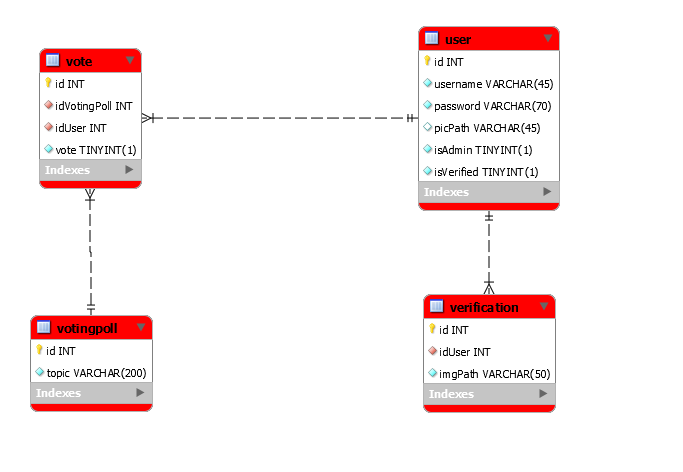 vote
id INT
idVotingPoll INT
idUser INT
vote TINYINT(1)
Indexes
user
id INT
username VARCHAR(45)
password VARCHAR(70)
picPath VARCHAR(45)
isAdmin TINYINT(1)
isVerified TINYINT(1)
Indexes
votingpoll
id INT
topic VARCHAR(200)
Indexes
verification
id INT
idUser INT
imgPath VARCHAR(50)
Indexes